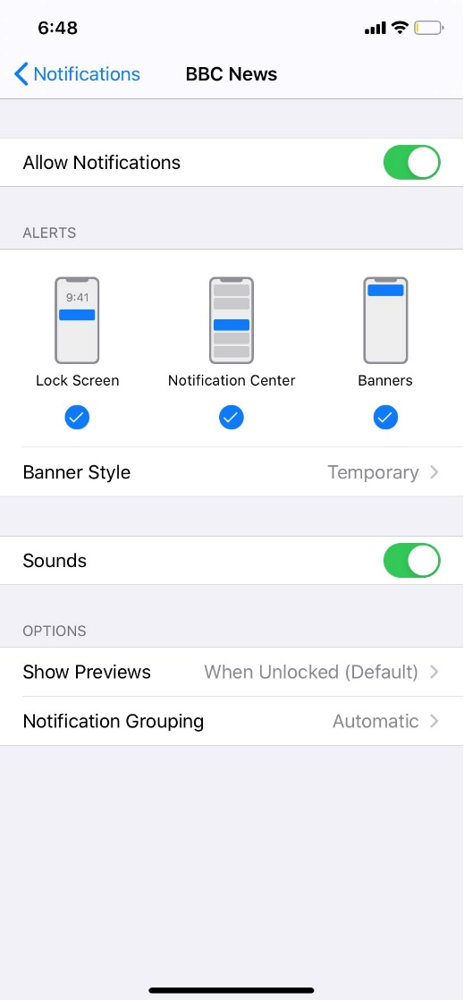 6:48
Notifications
BBC News
Allow Notifications
ALERTS
9:41
Lock Screen Notification Center Banners
Banner Style Temporary
Sounds
OPTIONS
Show Previews When Unlocked (Default)
Notification Grouping Automatic